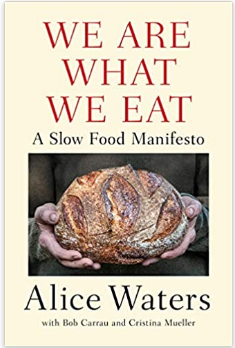 WE ARE
WHAT
WE EAT
A Slow Food Manifesto
Alice Waters
with Bob Carrau and Cristina Mueller